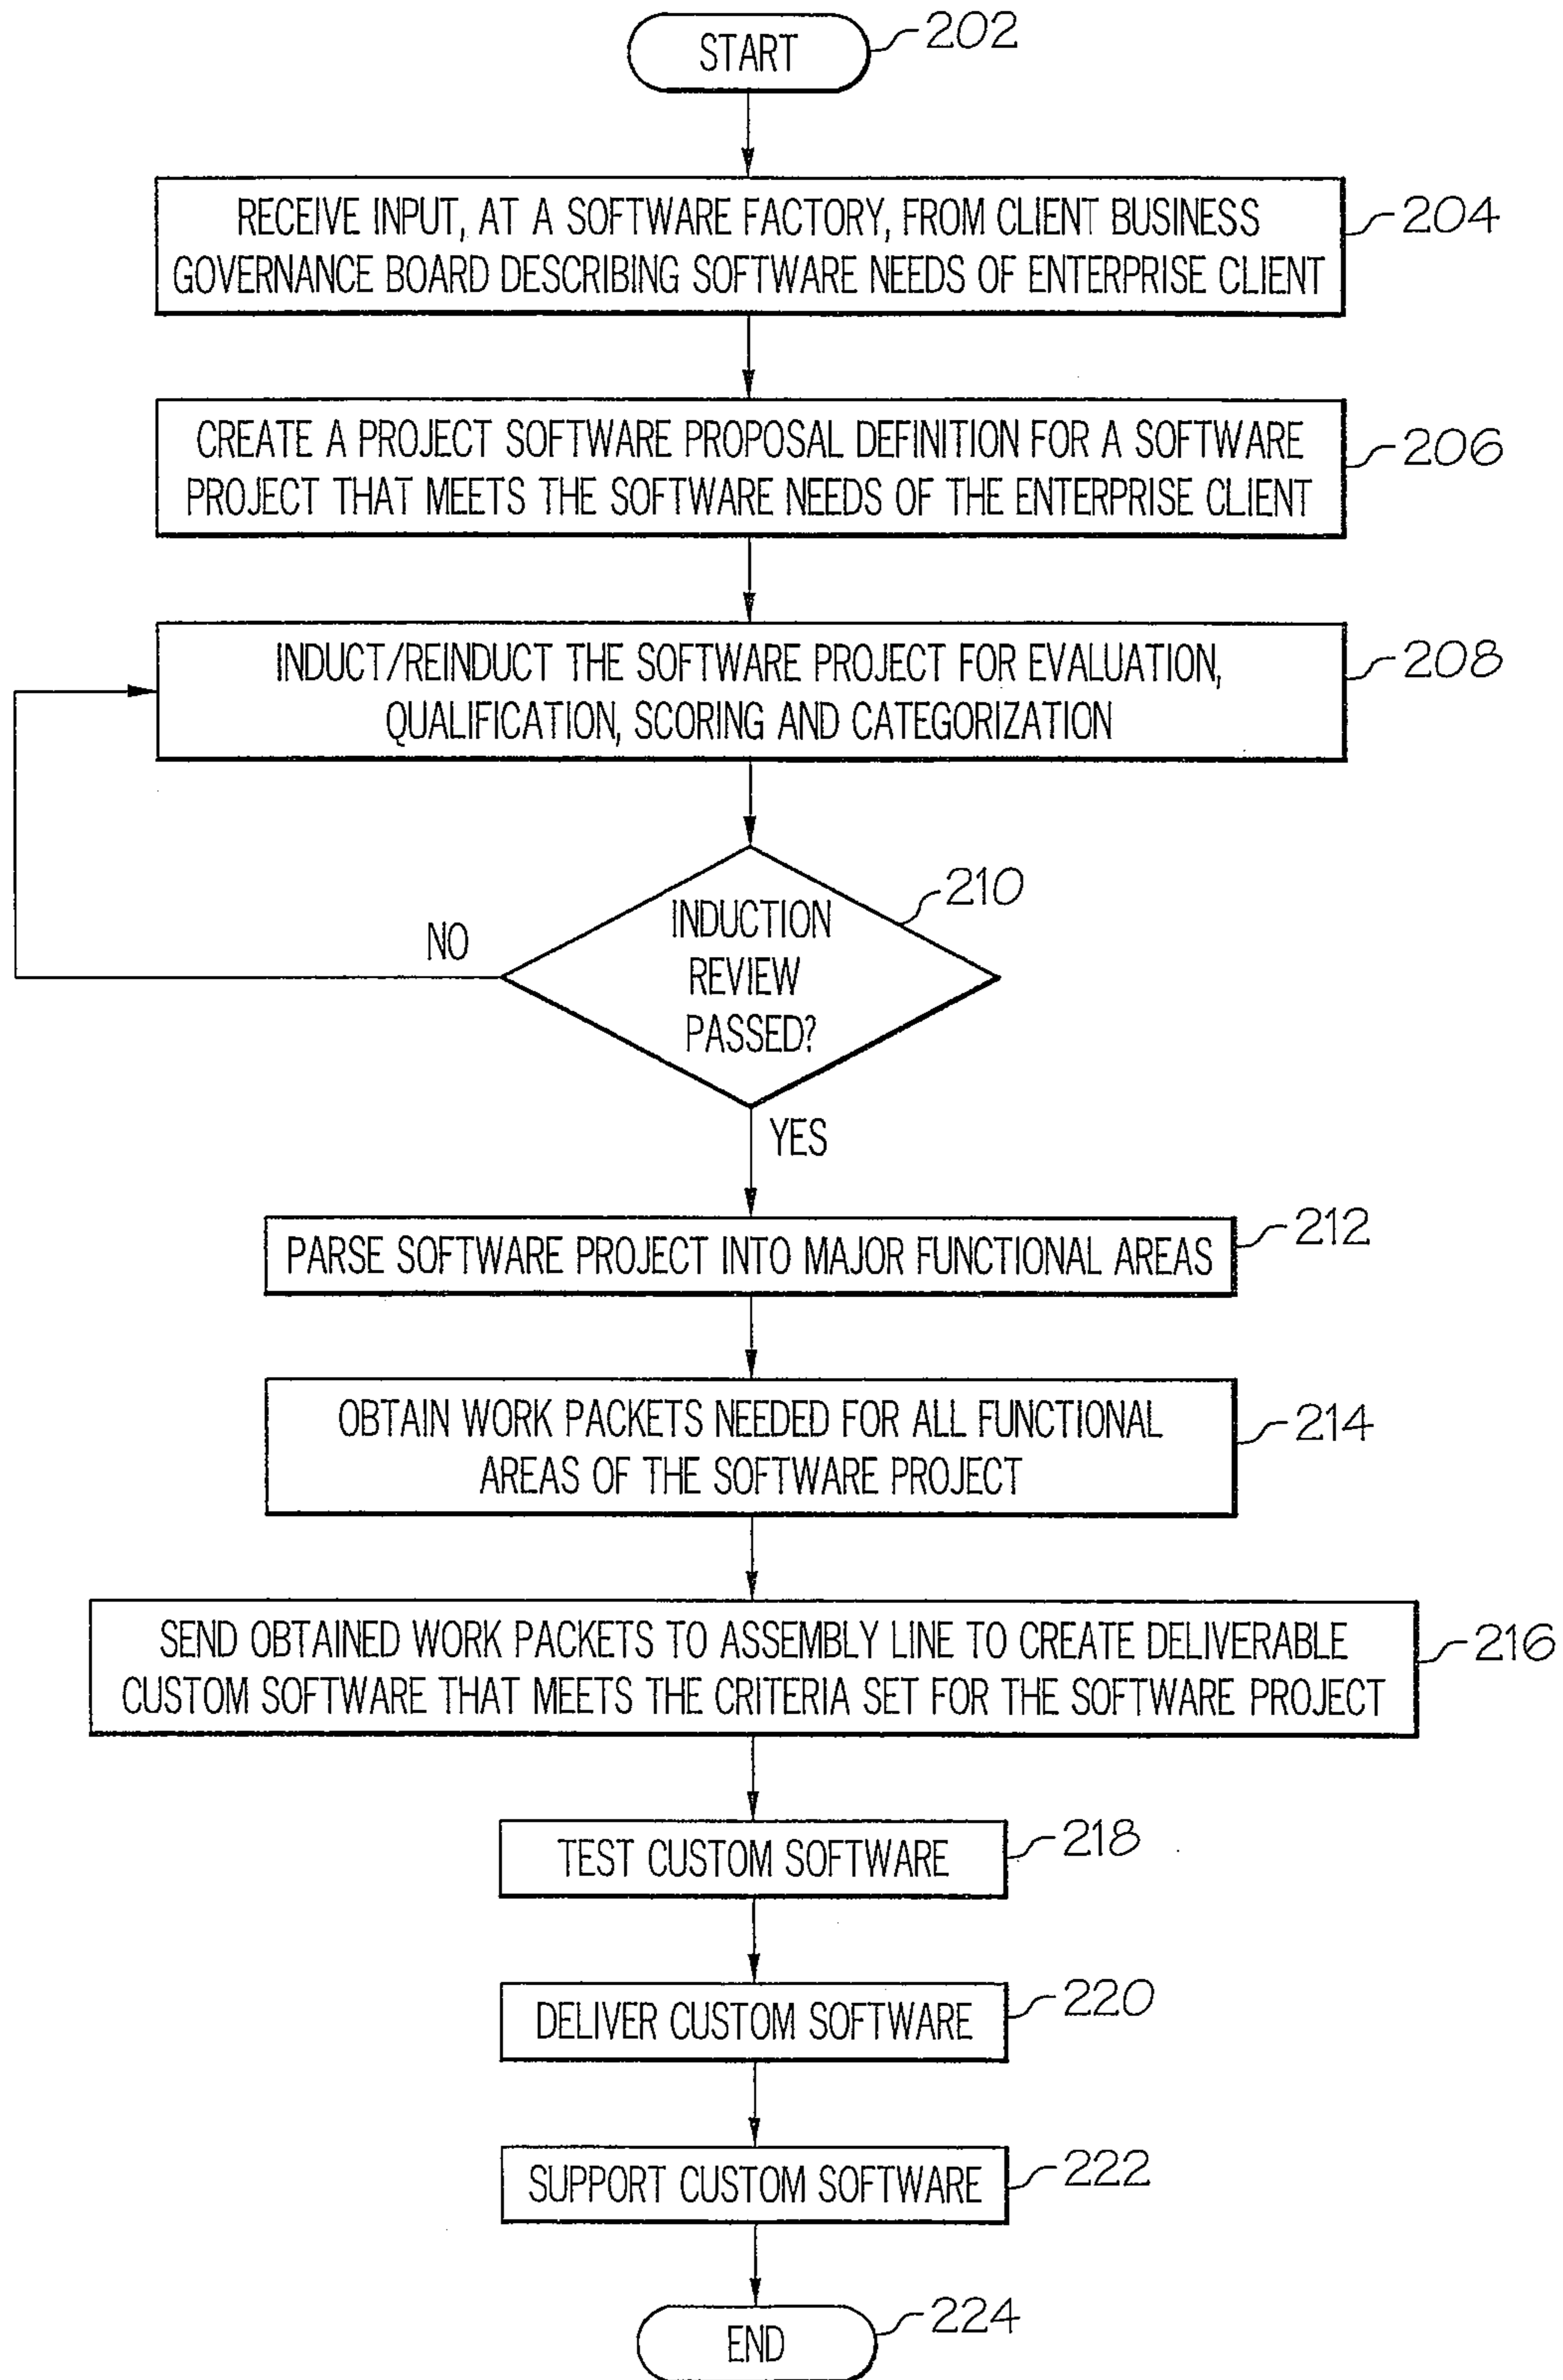 START
202
RECEIVE INPUT, AT A SOFTWARE FACTORY, FROM CLIENT BUSINESS
GOVERNANCE BOARD DESCRIBING SOFTWARE NEEDS OF ENTERPRISE CLIENT
204
CREATE A PROJECT SOFTWARE PROPOSAL DEFINITION FOR A SOFTWARE
PROJECT THAT MEETS THE SOFTWARE NEEDS OF THE ENTERPRISE CLIENT
206
INDUCT/REINDUCT THE SOFTWARE PROJECT FOR EVALUATION,
QUALIFICATION, SCORING AND CATEGORIZATION
208
INDUCTION
REVIEW
PASSED?
210
NO
YES
PARSE SOFTWARE PROJECT INTO MAJOR FUNCTIONAL AREAS
212
OBTAIN WORK PACKETS NEEDED FOR ALL FUNCTIONAL
AREAS OF THE SOFTWARE PROJECT
214
SEND OBTAINED WORK PACKETS TO ASSEMBLY LINE TO CREATE DELIVERABLE
CUSTOM SOFTWARE THAT MEETS THE CRITERIA SET FOR THE SOFTWARE PROJECT
216
TEST CUSTOM SOFTWARE
218
DELIVER CUSTOM SOFTWARE
220
SUPPORT CUSTOM SOFTWARE
222
END
224